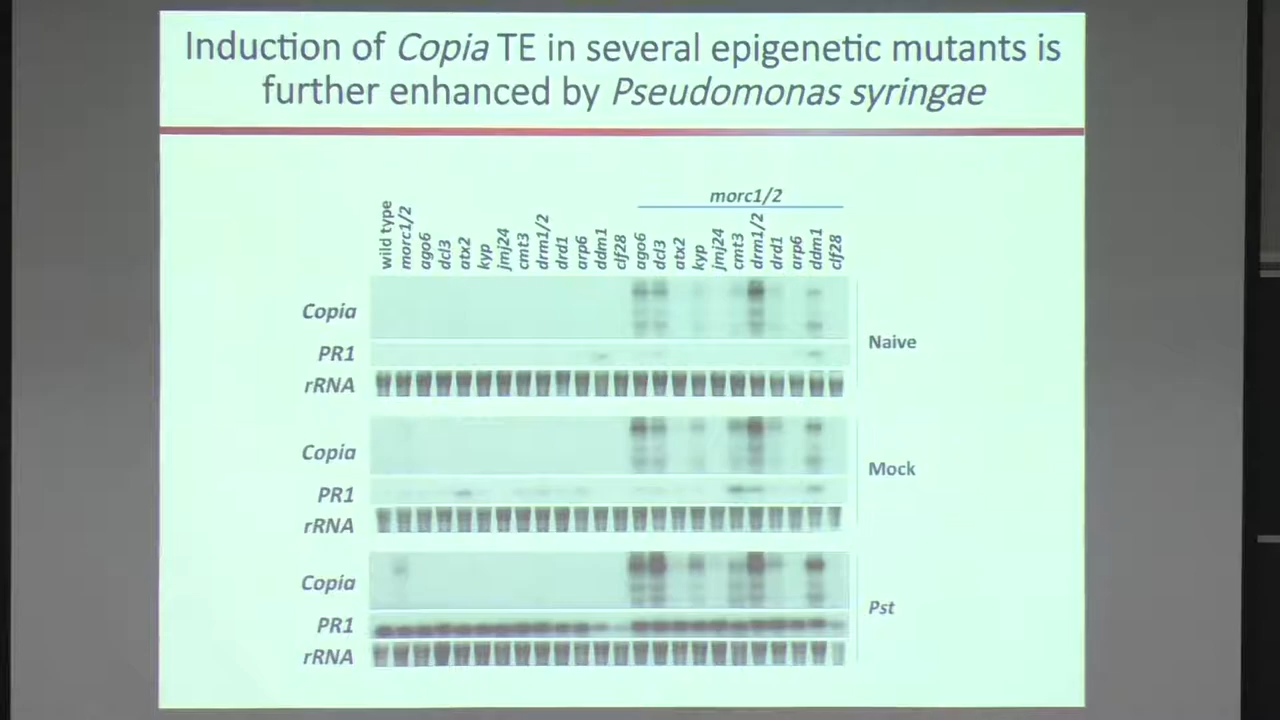 Induction of Copia TE in several epigenetic mutants is
further enhanced by Pseudomonas syringae
morc1/2
wild type morc1/2 ago6 dcl3 atx2 kyp jmj24 cmt3 drm1/2 drd1 arp6 ddm1 clf28 ago6 dcl3 atx2 kyp jmj24 cmt3 drm1/2 drd1 arp6 ddm1 clf28
Copia
PR1
rRNA
Naive
Copia
PR1
rRNA
Mock
Copia
PR1
rRNA
Pst